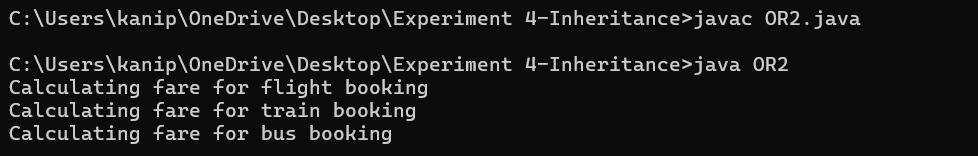 C:\Users\kanip\OneDrive\Desktop\Experiment 4-Inheritance>javac OR2.java
C:\Users\kanip\OneDrive\Desktop\Experiment 4-Inheritance>java OR2
Calculating fare for flight booking
Calculating fare for train booking
Calculating fare for bus booking